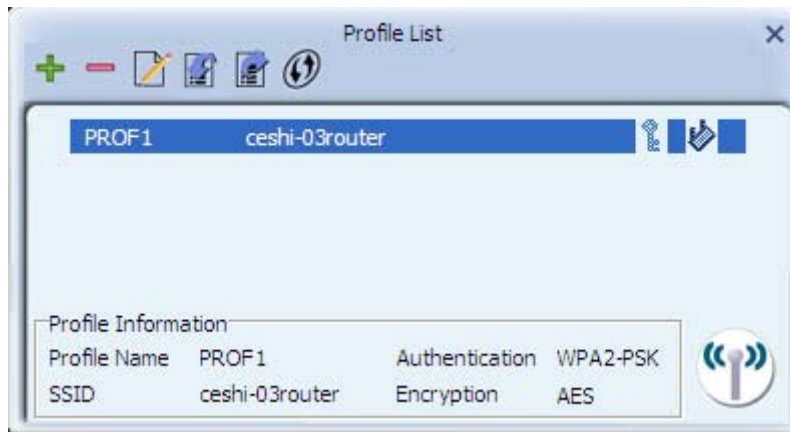 Profile List
PROF1 ceshi-03router
Profile Information
Profile Name PROF1 Authentication WPA2-PSK
SSID ceshi-03router Encryption AES